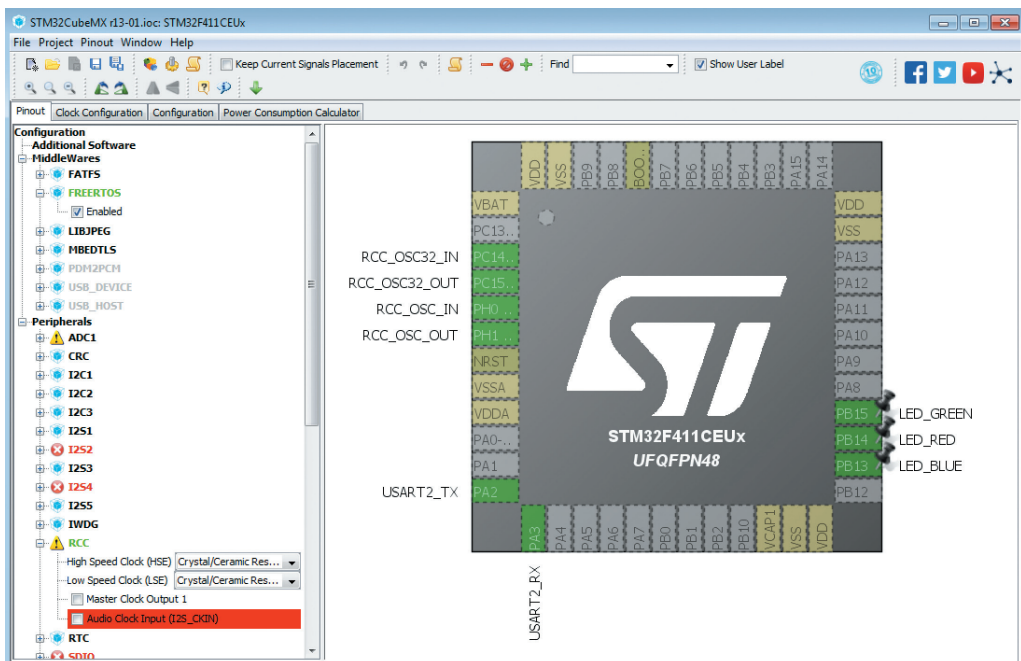 STM32CubeMX r13-01.ioc: STM32F411CEUx
File Project Pinout Window Help
Keep Current Signals Placement
Find
Show User Label
19
Pinout Clock Configuration Configuration Power Consumption Calculator
Configuration
Additional Software
MiddleWares
FATFS
FREERTOS
Enabled
LIBJPEG
MBEDTLS
PDM2PCM
USB_DEVICE
USB_HOST
Peripherals
ADC1
CRC
I2C1
I2C2
I2C3
I2S1
I2S2
I2S3
I2S4
I2S5
IWDG
RCC
High Speed Clock (HSE) Crystal/Ceramic Res...
Low Speed Clock (LSE) Crystal/Ceramic Res...
Master Clock Output 1
Audio Clock Input (I2S_CKIN)
RTC
SDIO
VDD VSS PB9 PB8 BOO... PB7 PB6 PB5 PB4 PB3 PA15 PA14
VBAT
PC13..
RCC_OSC32_IN PC14..
RCC_OSC32_OUT PC15..
RCC_OSC_IN PH0 ..
RCC_OSC_OUT PH1 ..
NRST
VSSA
VDDA
PA0-..
PA1
USART2_TX PA2
ST
STM32F411CEUx
UFQFPN48
VDD
VSS
PA13
PA12
PA11
PA10
PA9
PA8
PB15 LED_GREEN
PB14 LED_RED
PB13 LED_BLUE
PB12
PA3 PA4 PA5 PA6 PA7 PB0 PB1 PB2 PB10 VCAP1 VSS VDD
USART2_RX